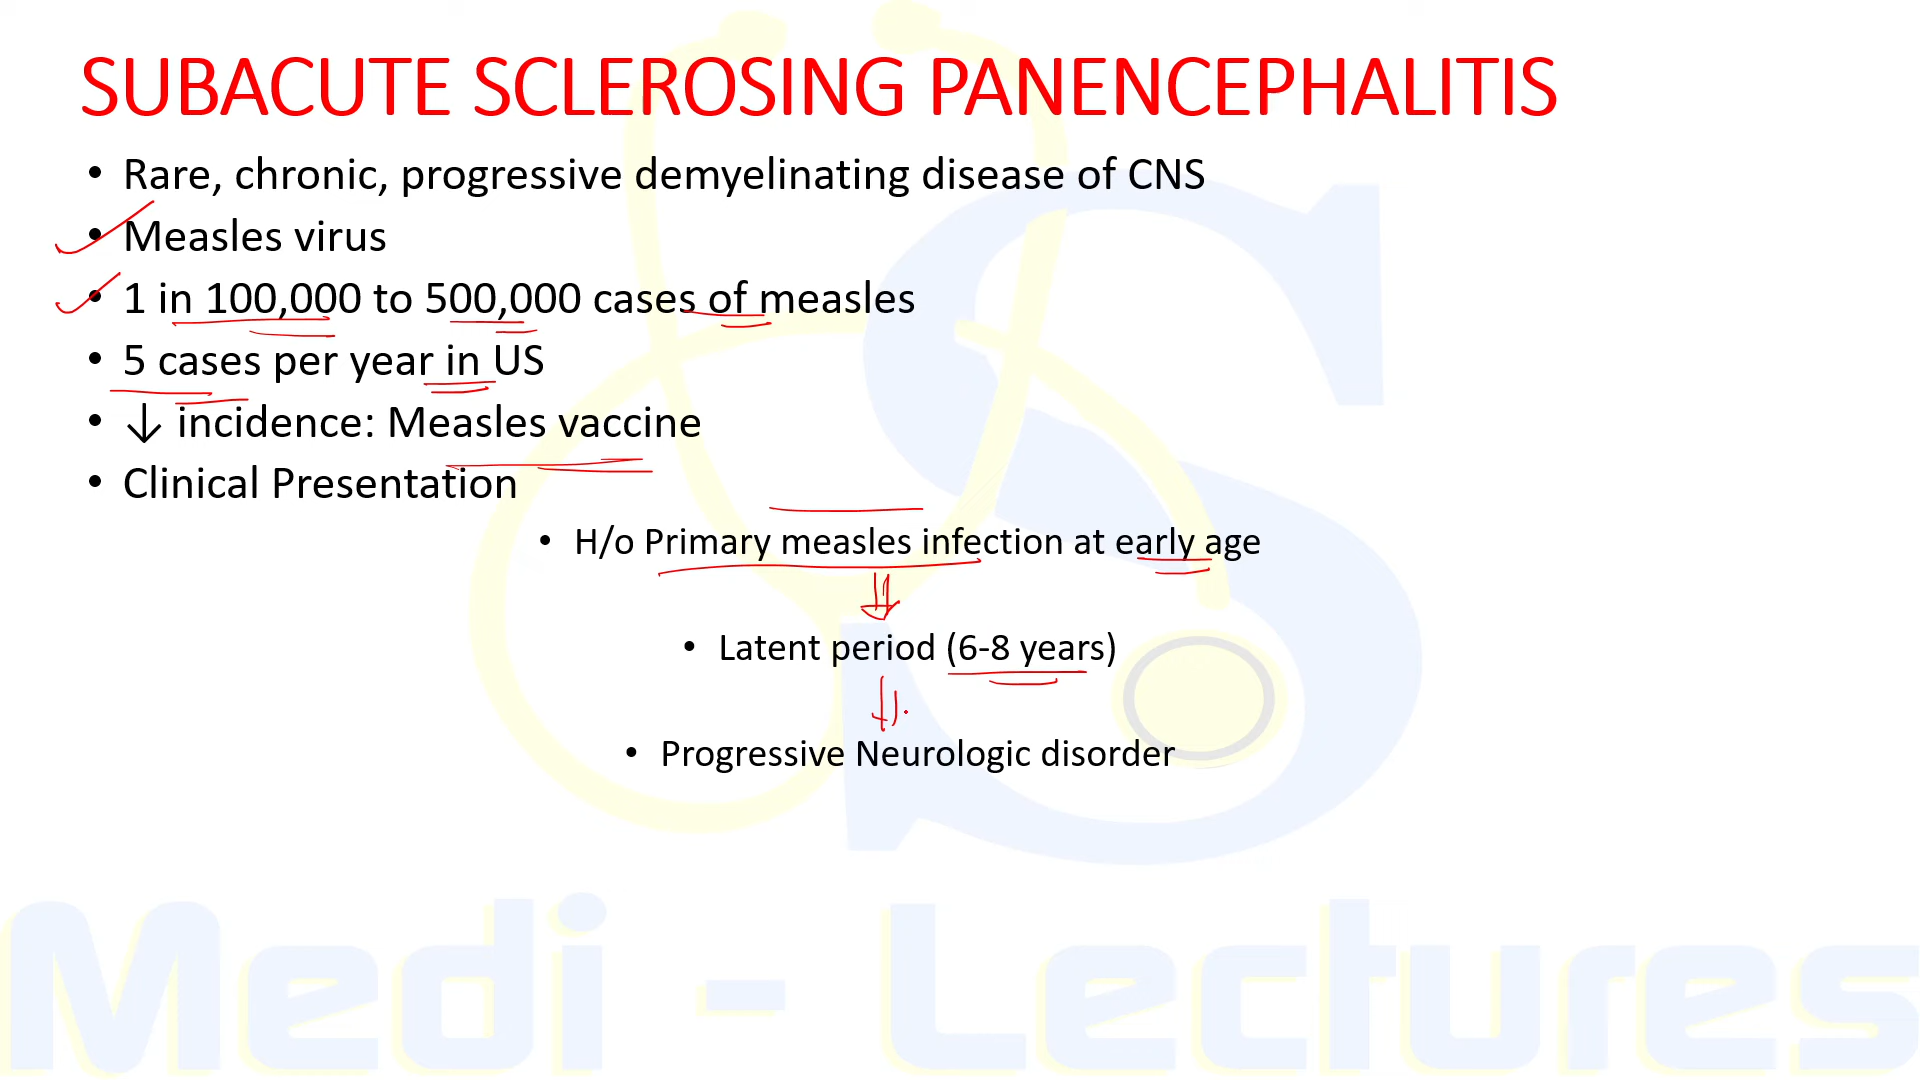 SUBACUTE SCLEROSING PANENCEPHALITIS
• Rare, chronic, progressive demyelinating disease of CNS
• Measles virus
• 1 in 100,000 to 500,000 cases of measles
• 5 cases per year in US
• ↓ incidence: Measles vaccine
• Clinical Presentation
• H/o Primary measles infection at early age
• Latent period (6-8 years)
• Progressive Neurologic disorder
Medi - Lectures